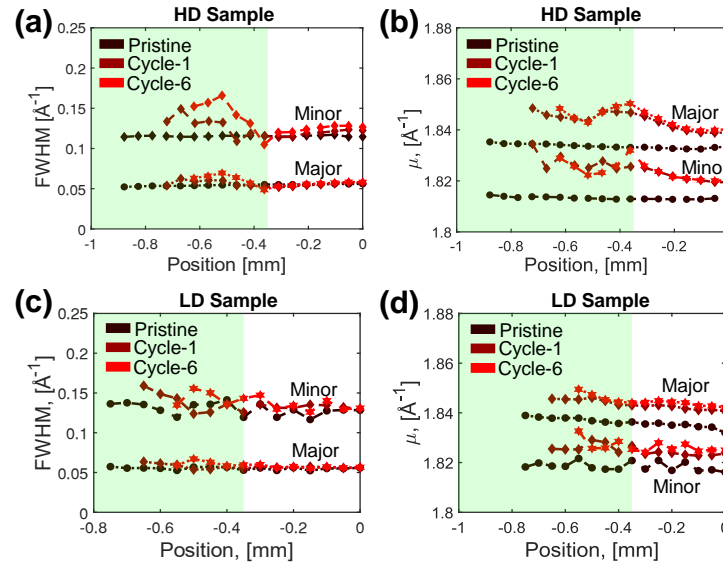 (a)
HD Sample
Pristine
Cycle-1
Cycle-6
Minor
Major
0.25
0.2
0.15
0.1
0.05
0
FWHM [Å-1]
-1
-0.8
-0.6
-0.4
-0.2
0
Position [mm]
(b)
HD Sample
Pristine
Cycle-1
Cycle-6
Major
Minor
1.88
1.86
1.84
1.82
1.8
μ, [Å-1]
-1
-0.8
-0.6
-0.4
-0.2
0
Position, [mm]
(c)
LD Sample
Pristine
Cycle-1
Cycle-6
Minor
Major
0.25
0.2
0.15
0.1
0.05
0
FWHM, [Å-1]
-0.8
-0.6
-0.4
-0.2
0
Position, [mm]
(d)
LD Sample
Pristine
Cycle-1
Cycle-6
Major
Minor
1.88
1.86
1.84
1.82
1.8
μ, [Å-1]
-1
-0.8
-0.6
-0.4
-0.2
0
Position, [mm]